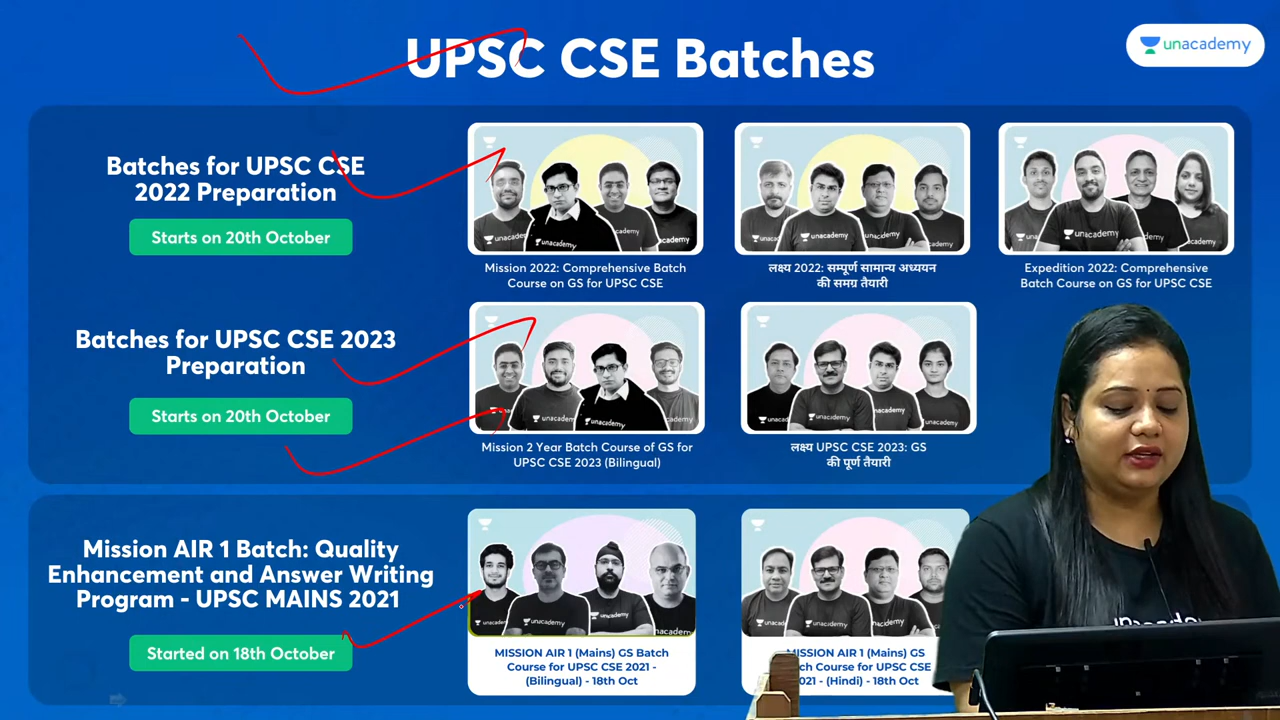 UPSC CSE Batches
unacademy
Batches for UPSC CSE
2022 Preparation
Starts on 20th October
Mission 2022: Comprehensive Batch
Course on GS for UPSC CSE
लक्ष्य 2022: सम्पूर्ण सामान्य अध्ययन
की समग्र तैयारी
Expedition 2022: Comprehensive
Batch Course on GS for UPSC CSE
Batches for UPSC CSE 2023
Preparation
Starts on 20th October
Mission 2 Year Batch Course of GS for
UPSC CSE 2023 (Bilingual)
लक्ष्य UPSC CSE 2023: GS
की पूर्ण तैयारी
Mission AIR 1 Batch: Quality
Enhancement and Answer Writing
Program - UPSC MAINS 2021
Started on 18th October
MISSION AIR 1 (Mains) GS Batch
Course for UPSC CSE 2021 -
(Bilingual) - 18th Oct
MISSION AIR 1 (Mains) GS
Course for UPSC CSE
(Hindi) - 18th Oct